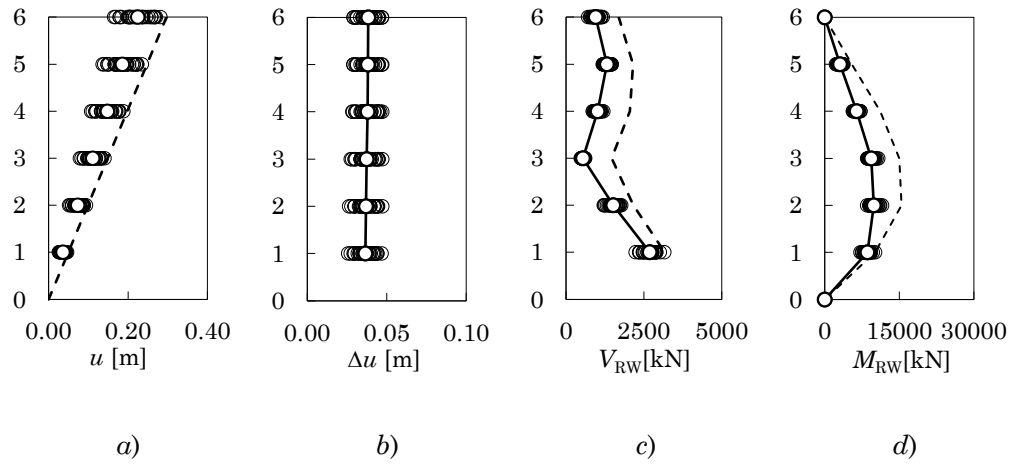 6 6 6 6
5 5 5 5
4 4 4 4
3 3 3 3
2 2 2 2
1 1 1 1
0 0 0 0
0.00 0.20 0.40 0.00 0.05 0.10 0 2500 5000 0 15000 30000
u [m] Δu [m] V_RW[kN] M_RW[kN]
a) b) c) d)